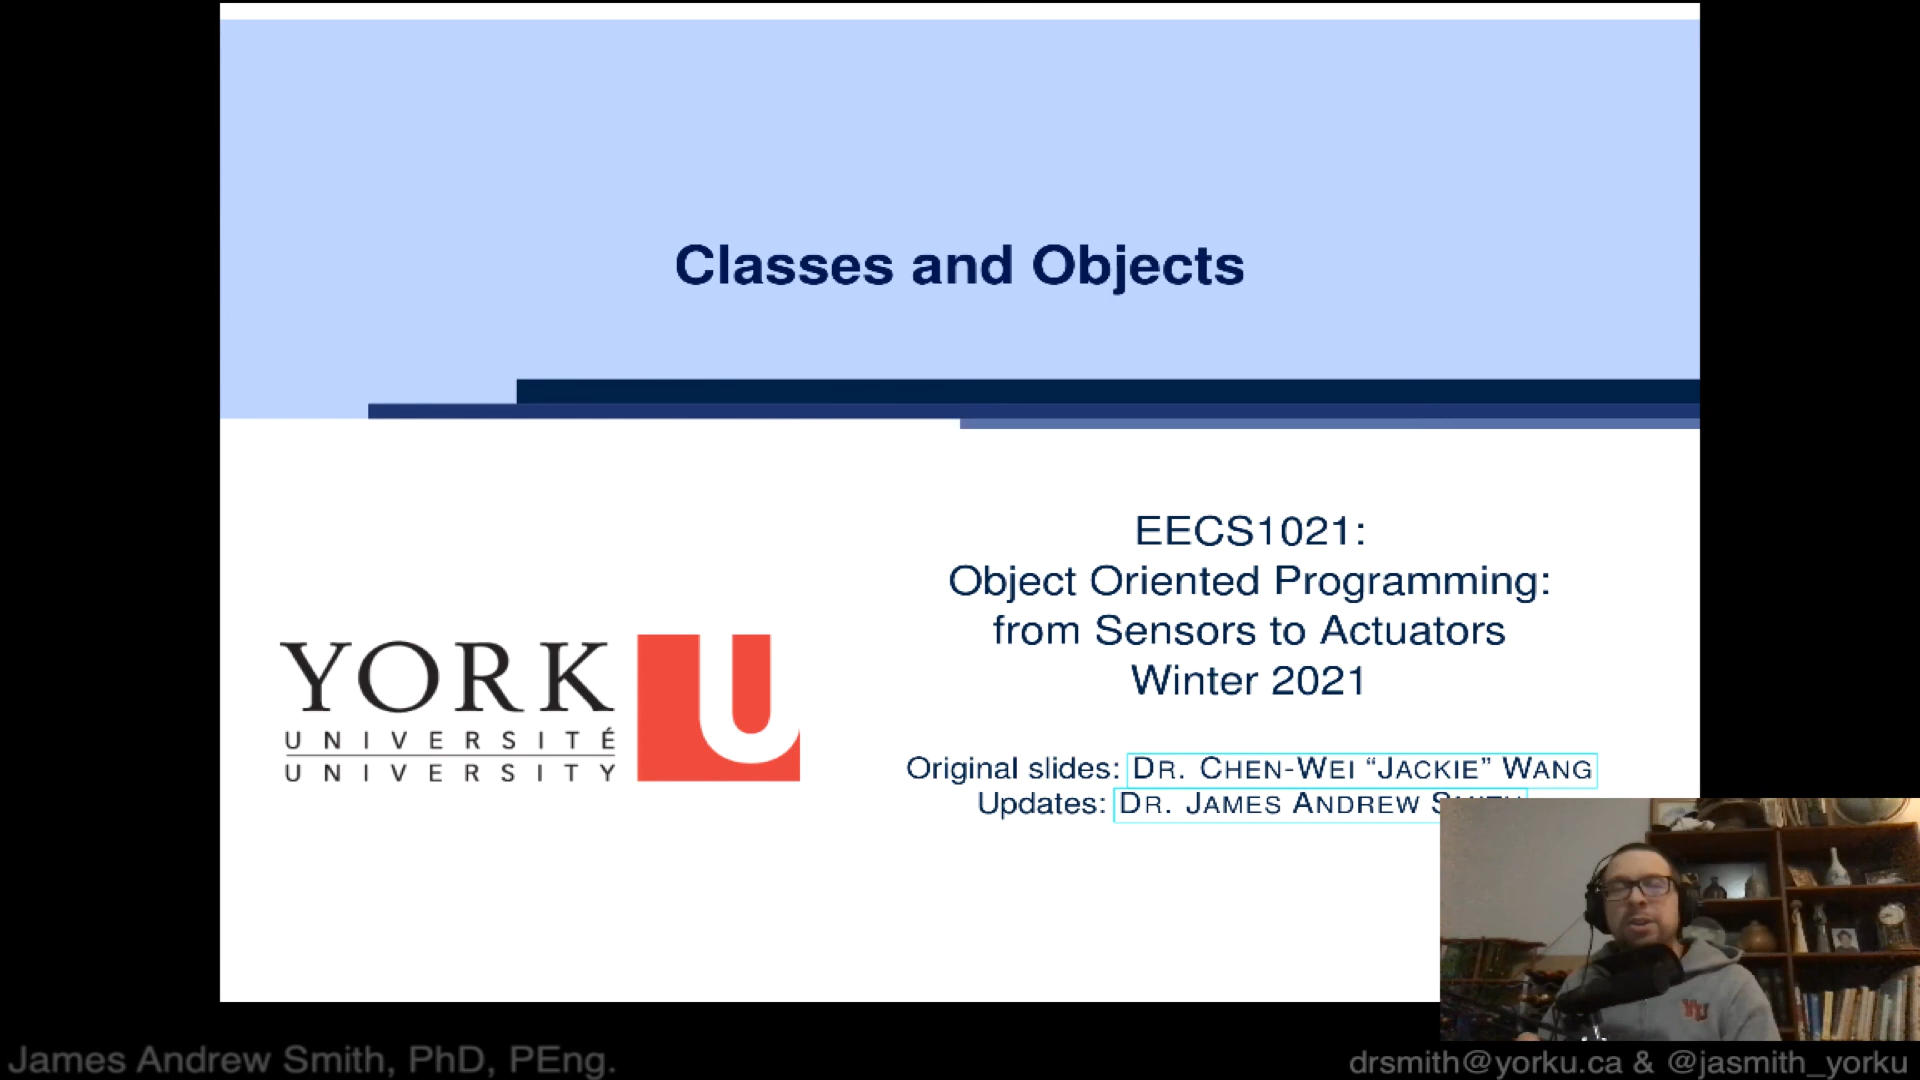 Classes and Objects
EECS1021:
Object Oriented Programming:
from Sensors to Actuators
Winter 2021
YORK
UNIVERSITÉ
UNIVERSITY
U
Original slides: DR. CHEN-WEI “JACKIE” WANG
Updates: DR. JAMES ANDREW SMITH
YU
James Andrew Smith, PhD, PEng.
drsmith@yorku.ca & @jasmith_yorku